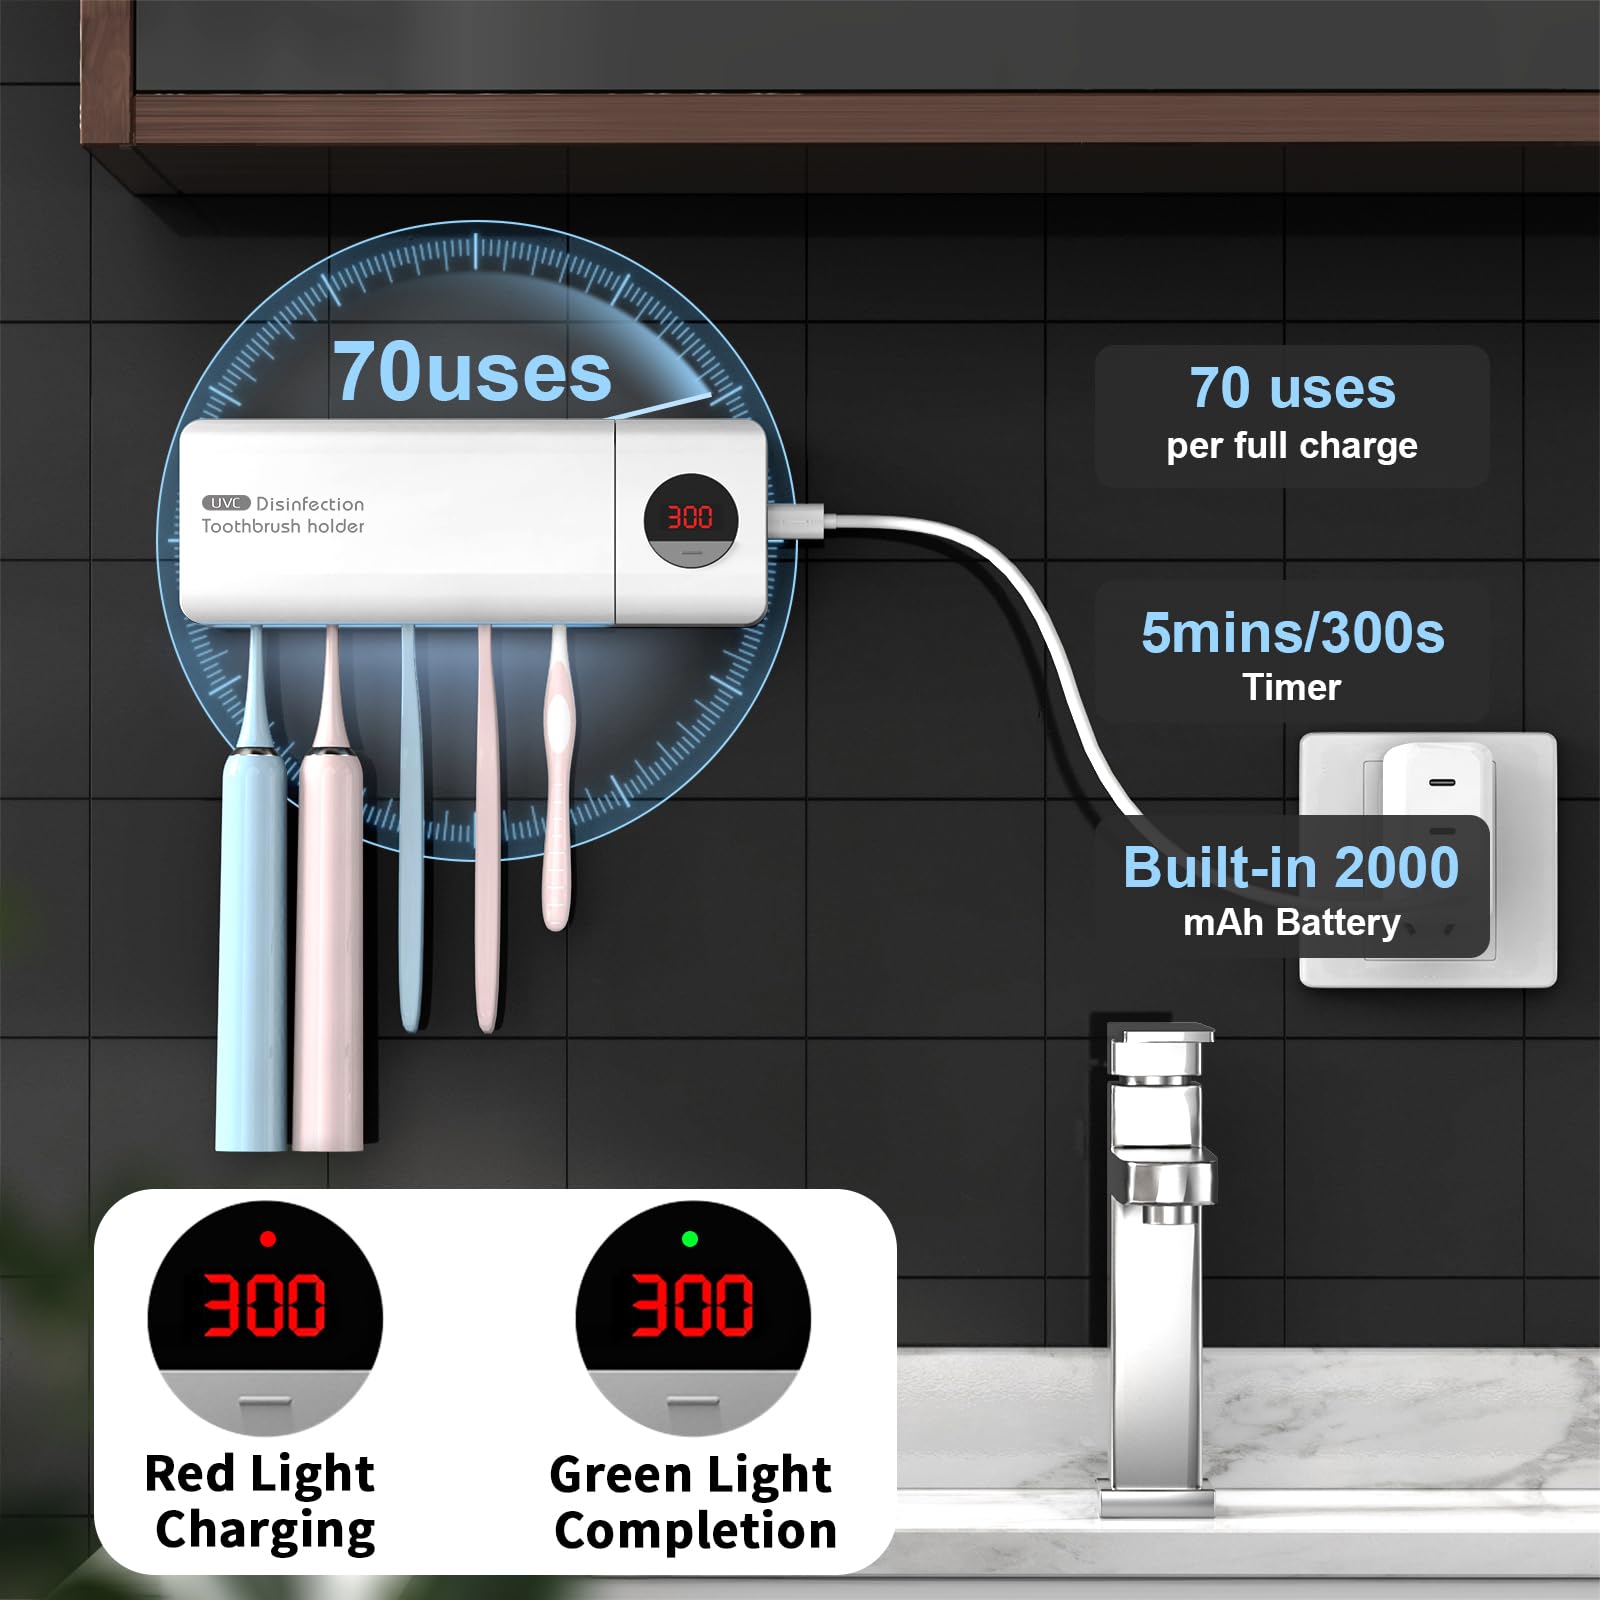 70uses
UVC Disinfection
Toothbrush holder
300
70 uses
per full charge
5mins/300s
Timer
Built-in 2000
mAh Battery
300
Red Light
Charging
300
Green Light
Completion